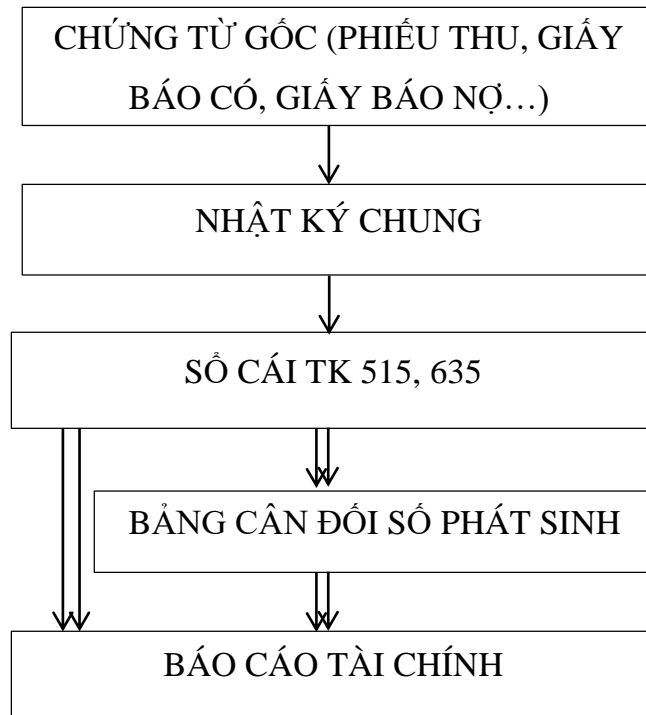 CHỨNG TỪ GỐC (PHIẾU THU, GIẤY
BÁO CÓ, GIẤY BÁO NỢ…)
NHẬT KÝ CHUNG
SỔ CÁI TK 515, 635
BẢNG CÂN ĐỐI SỐ PHÁT SINH
BÁO CÁO TÀI CHÍNH